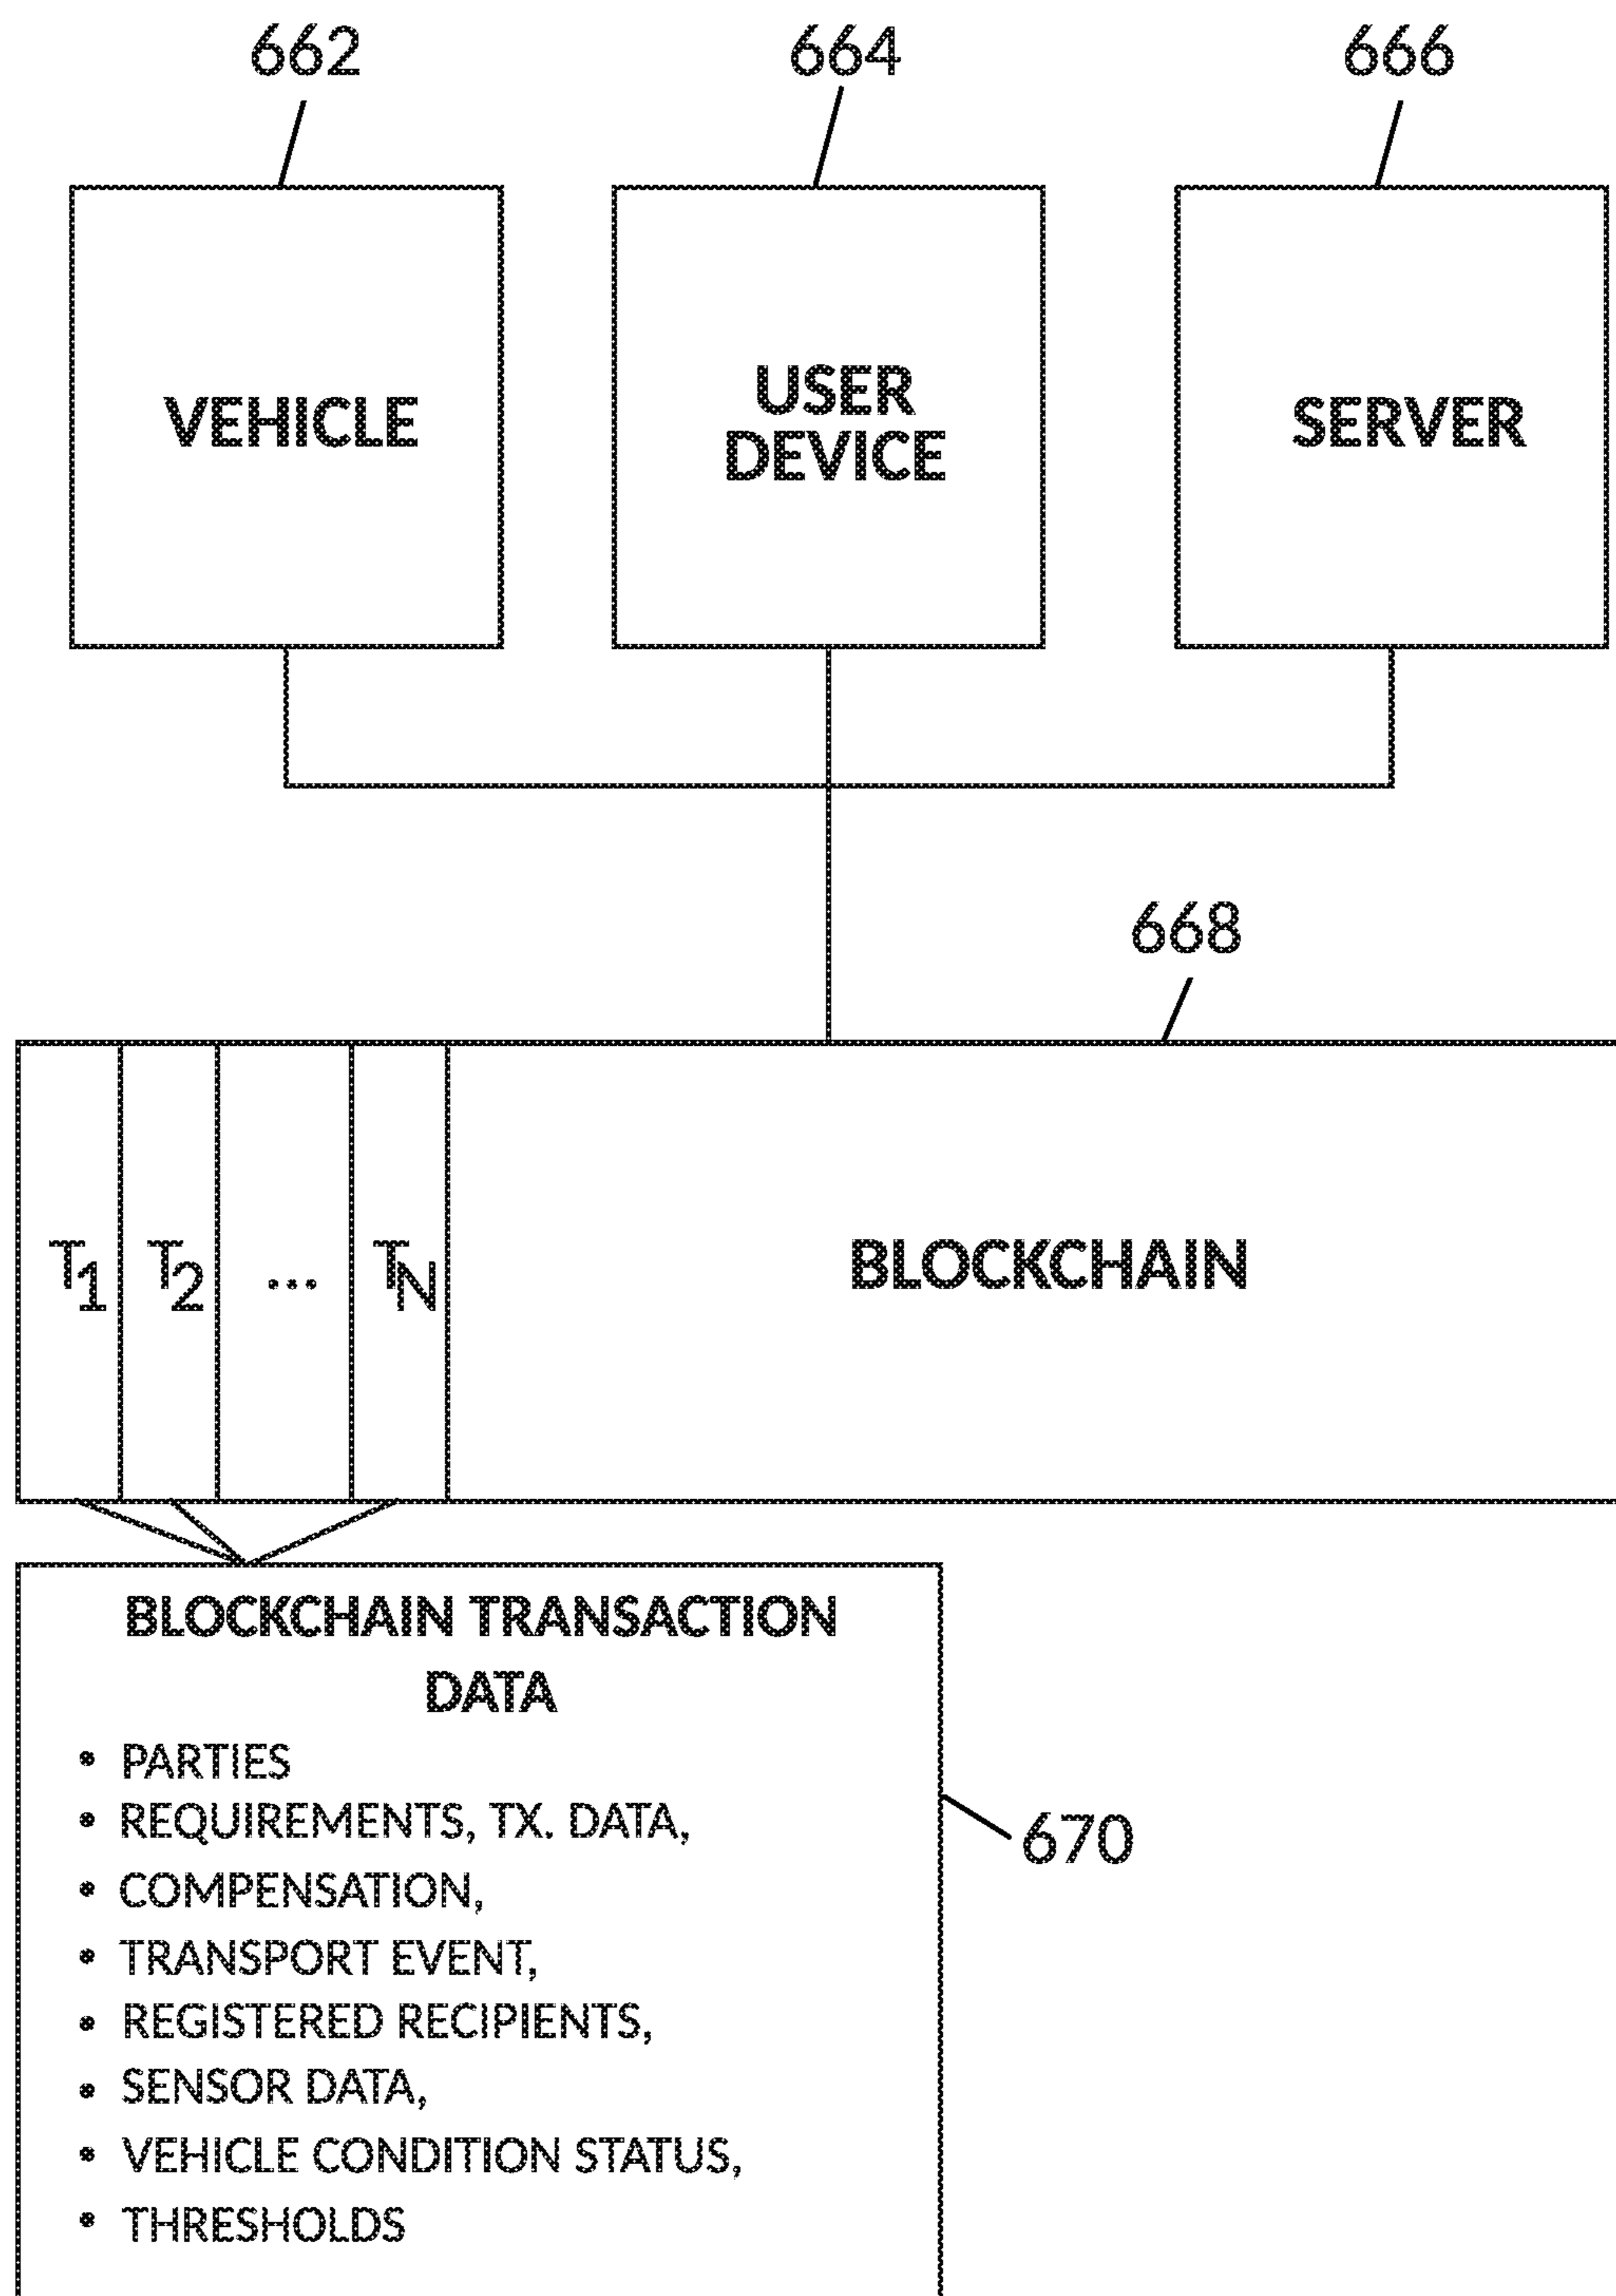 662 664 666
VEHICLE
USER
DEVICE
SERVER
668
T1 T2 ... TN
BLOCKCHAIN
BLOCKCHAIN TRANSACTION
DATA
• PARTIES
• REQUIREMENTS, TX. DATA,
• COMPENSATION,
• TRANSPORT EVENT,
• REGISTERED RECIPIENTS,
• SENSOR DATA,
• VEHICLE CONDITION STATUS,
• THRESHOLDS
670